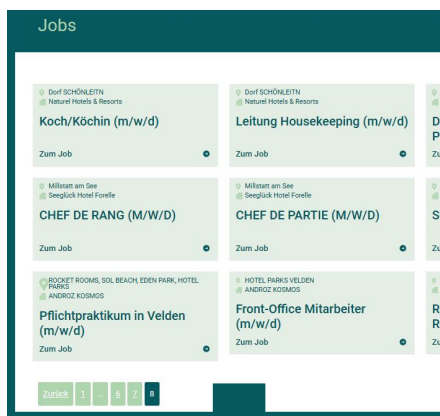 Jobs
Dorf SCHÖNLEITN
Naturel Hotels & Resorts
Koch/Köchin (m/w/d)
Zum Job
Dorf SCHÖNLEITN
Naturel Hotels & Resorts
Leitung Housekeeping (m/w/d)
Zum Job
D
P
Zu
Millstatt am See
Seeglück Hotel Forelle
CHEF DE RANG (M/W/D)
Zum Job
Millstatt am See
Seeglück Hotel Forelle
CHEF DE PARTIE (M/W/D)
Zum Job
S
Zu
ROCKET ROOMS, SOL BEACH, EDEN PARK, HOTEL
PARKS
ANDROZ KOSMOS
Pflichtpraktikum in Velden
(m/w/d)
Zum Job
HOTEL PARKS VELDEN
ANDROZ KOSMOS
Front-Office Mitarbeiter
(m/w/d)
Zum Job
R
R
Zu
Zurück 1 … 6 7 8